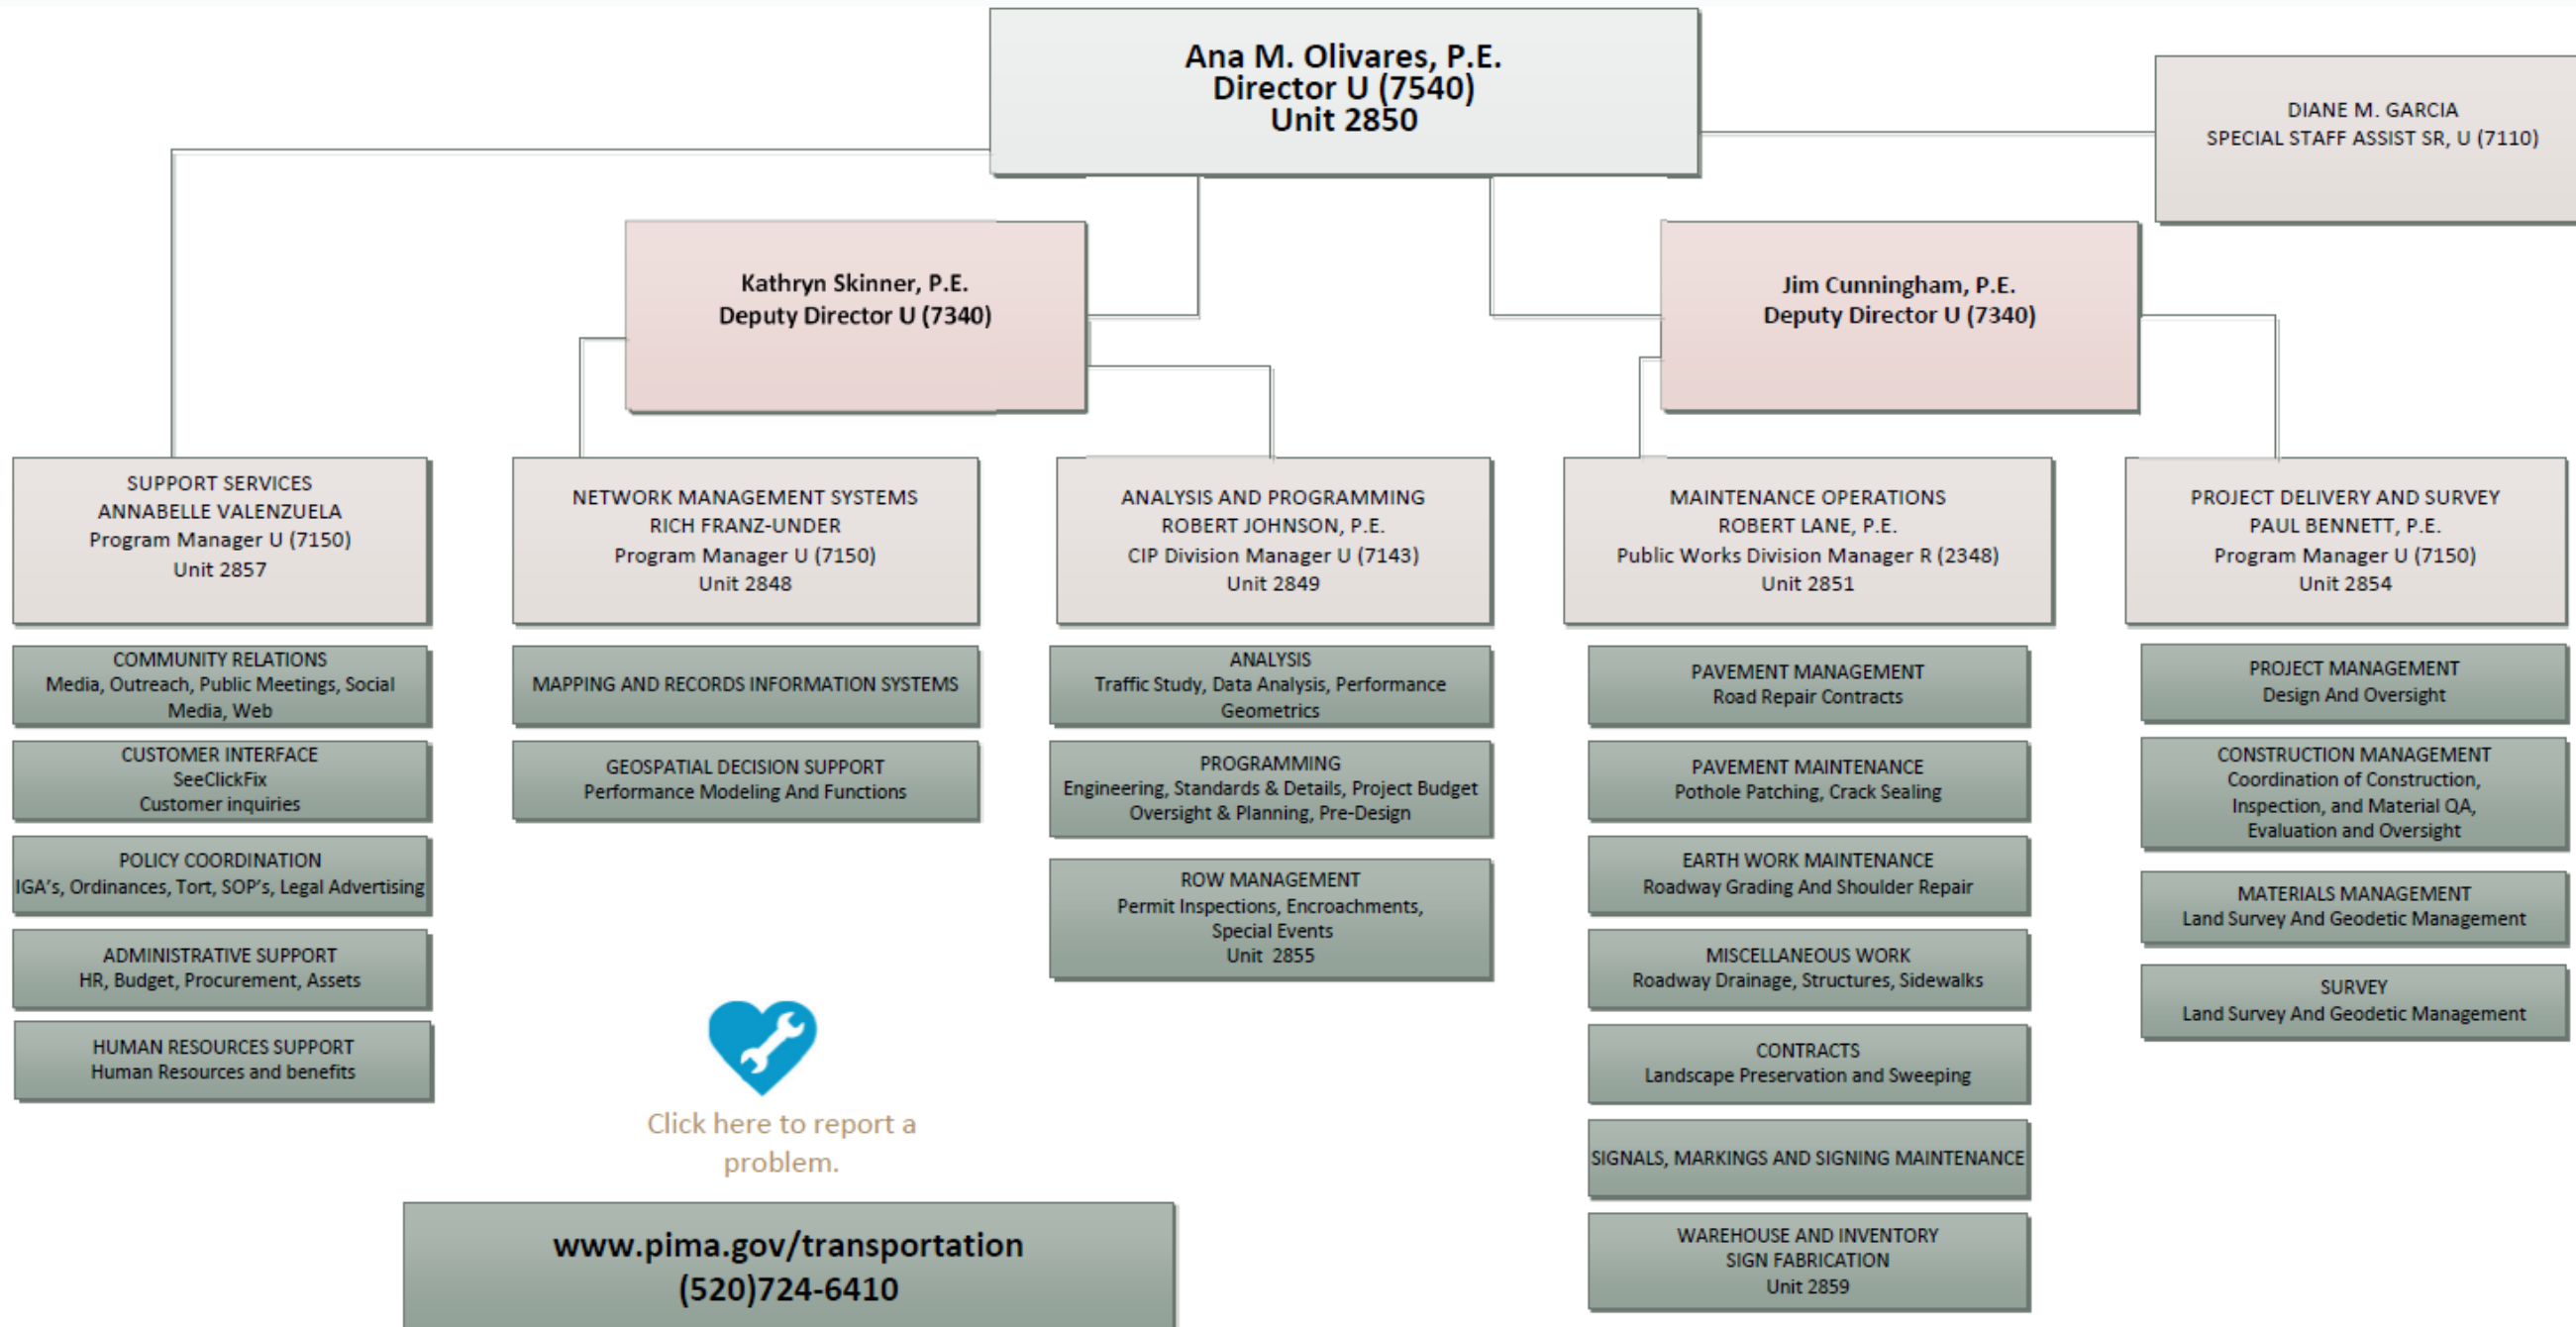 Ana M. Olivares, P.E.
Director U (7540)
Unit 2850
DIANE M. GARCIA
SPECIAL STAFF ASSIST SR, U (7110)
Kathryn Skinner, P.E.
Deputy Director U (7340)
Jim Cunningham, P.E.
Deputy Director U (7340)
SUPPORT SERVICES
ANNABELLE VALENZUELA
Program Manager U (7150)
Unit 2857
NETWORK MANAGEMENT SYSTEMS
RICH FRANZ-UNDER
Program Manager U (7150)
Unit 2848
ANALYSIS AND PROGRAMMING
ROBERT JOHNSON, P.E.
CIP Division Manager U (7143)
Unit 2849
MAINTENANCE OPERATIONS
ROBERT LANE, P.E.
Public Works Division Manager R (2348)
Unit 2851
PROJECT DELIVERY AND SURVEY
PAUL BENNETT, P.E.
Program Manager U (7150)
Unit 2854
COMMUNITY RELATIONS
Media, Outreach, Public Meetings, Social
Media, Web
CUSTOMER INTERFACE
SeeClickFix
Customer inquiries
POLICY COORDINATION
IGA's, Ordinances, Tort, SOP's, Legal Advertising
ADMINISTRATIVE SUPPORT
HR, Budget, Procurement, Assets
HUMAN RESOURCES SUPPORT
Human Resources and benefits
MAPPING AND RECORDS INFORMATION SYSTEMS
GEOSPATIAL DECISION SUPPORT
Performance Modeling And Functions
ANALYSIS
Traffic Study, Data Analysis, Performance
Geometrics
PROGRAMMING
Engineering, Standards & Details, Project Budget
Oversight & Planning, Pre-Design
ROW MANAGEMENT
Permit Inspections, Encroachments,
Special Events
Unit 2855
PAVEMENT MANAGEMENT
Road Repair Contracts
PAVEMENT MAINTENANCE
Pothole Patching, Crack Sealing
EARTH WORK MAINTENANCE
Roadway Grading And Shoulder Repair
MISCELLANEOUS WORK
Roadway Drainage, Structures, Sidewalks
CONTRACTS
Landscape Preservation and Sweeping
SIGNALS, MARKINGS AND SIGNING MAINTENANCE
WAREHOUSE AND INVENTORY
SIGN FABRICATION
Unit 2859
PROJECT MANAGEMENT
Design And Oversight
CONSTRUCTION MANAGEMENT
Coordination of Construction,
Inspection, and Material QA,
Evaluation and Oversight
MATERIALS MANAGEMENT
Land Survey And Geodetic Management
SURVEY
Land Survey And Geodetic Management
Click here to report a
problem.
www.pima.gov/transportation
(520)724-6410